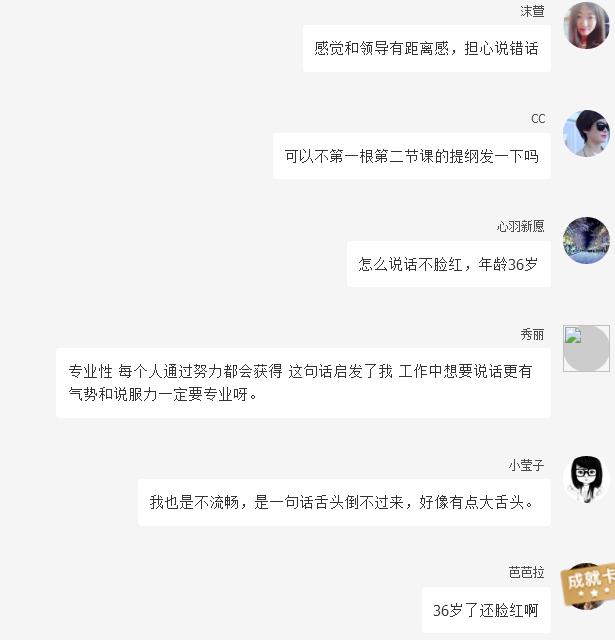 沫萱
感觉和领导有距离感，担心说错话
CC
可以不第一根第二节课的提纲发一下吗
心羽新愿
怎么说话不脸红，年龄36岁
秀丽
专业性 每个人通过努力都会获得 这句话启发了我 工作中想要说话更有
气势和说服力一定要专业呀。
小莹子
我也是不流畅，是一句话舌头倒不过来，好像有点大舌头。
芭芭拉
成就卡
36岁了还脸红啊